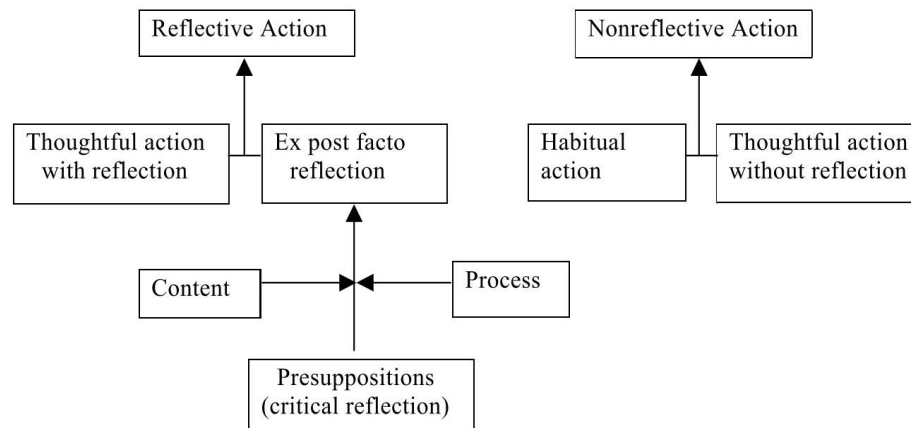 Reflective Action
Nonreflective Action
Thoughtful action
with reflection
Ex post facto
reflection
Habitual
action
Thoughtful action
without reflection
Content
Process
Presuppositions
(critical reflection)